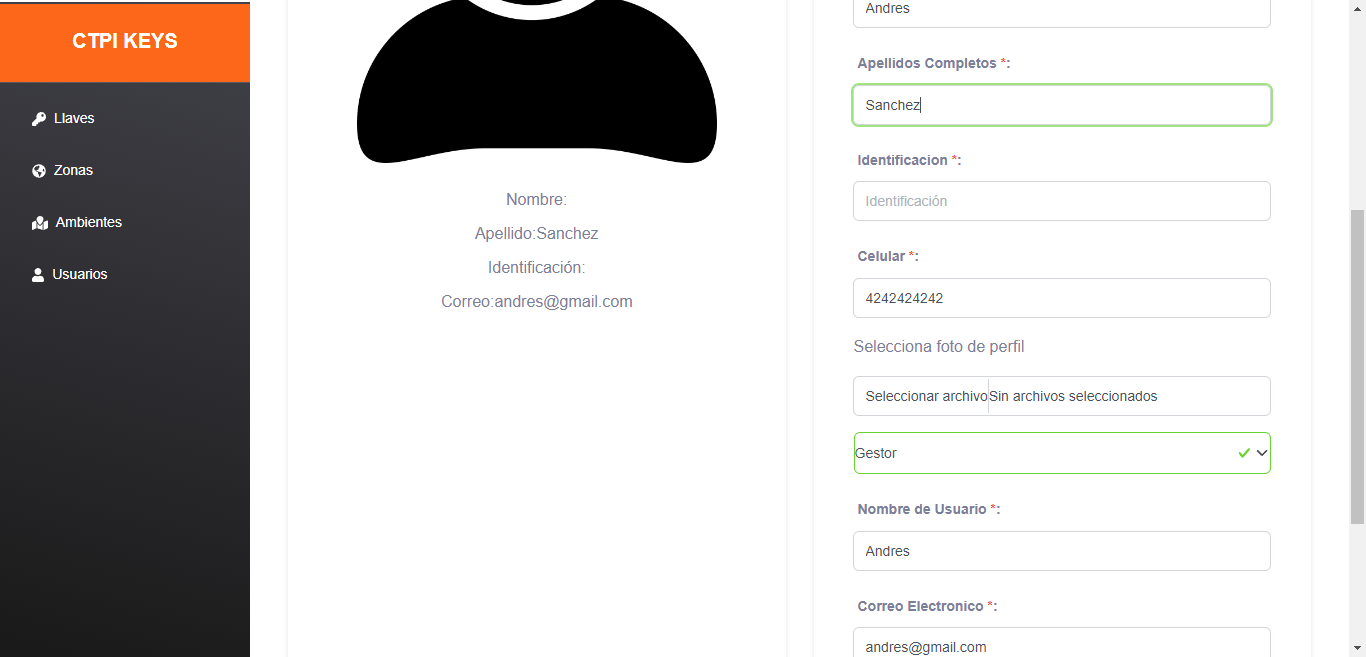 CTPI KEYS
Llaves
Zonas
Ambientes
Usuarios
Nombre:
Apellido:Sanchez
Identificación:
Correo:andres@gmail.com
Andres
Apellidos Completos *:
Sanchez
Identificacion *:
Identificación
Celular *:
4242424242
Selecciona foto de perfil
Seleccionar archivo Sin archivos seleccionados
Gestor
Nombre de Usuario *:
Andres
Correo Electronico *:
andres@gmail.com